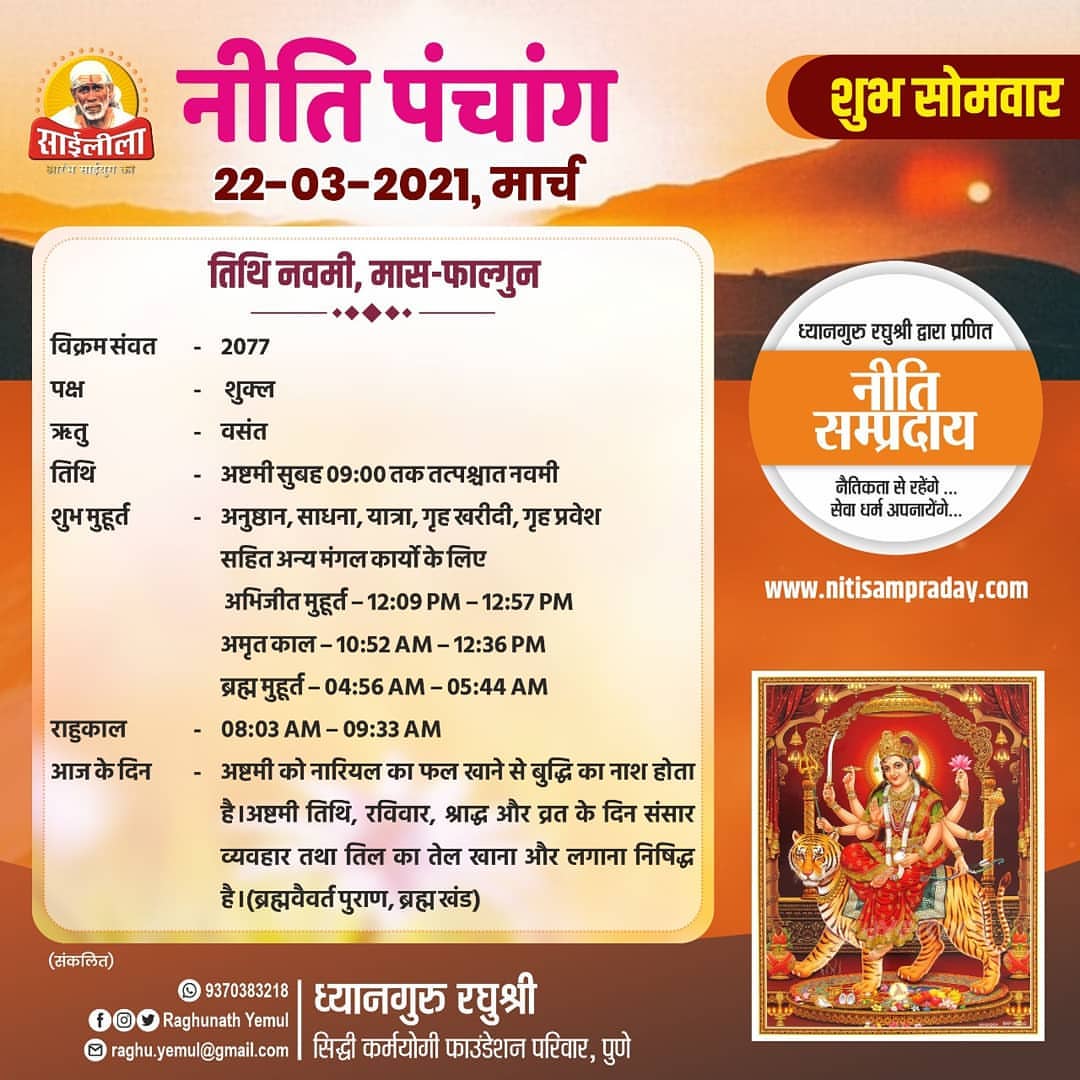 साईलीला
आरंभ साईयुग का
नीति पंचांग
22-03-2021, मार्च
शुभ सोमवार
तिथि नवमी, मास-फाल्गुन
विक्रम संवत - 2077
पक्ष - शुक्ल
ऋतु - वसंत
तिथि - अष्टमी सुबह 09:00 तक तत्पश्चात नवमी
शुभ मुहूर्त - अनुष्ठान, साधना, यात्रा, गृह खरीदी, गृह प्रवेश
सहित अन्य मंगल कार्यो के लिए
अभिजीत मुहूर्त – 12:09 PM – 12:57 PM
अमृत काल – 10:52 AM – 12:36 PM
ब्रह्म मुहूर्त – 04:56 AM – 05:44 AM
राहुकाल - 08:03 AM – 09:33 AM
आज के दिन - अष्टमी को नारियल का फल खाने से बुद्धि का नाश होता
है।अष्टमी तिथि, रविवार, श्राद्ध और व्रत के दिन संसार
व्यवहार तथा तिल का तेल खाना और लगाना निषिद्ध
है।(ब्रह्मवैवर्त पुराण, ब्रह्म खंड)
ध्यानगुरु रघुश्री द्वारा प्रणित
नीति
सम्प्रदाय
नैतिकता से रहेंगे ...
सेवा धर्म अपनायेंगे...
www.nitisampraday.com
(संकलित)
9370383218
Raghunath Yemul
raghu.yemul@gmail.com
ध्यानगुरु रघुश्री
सिद्धी कर्मयोगी फाउंडेशन परिवार, पुणे